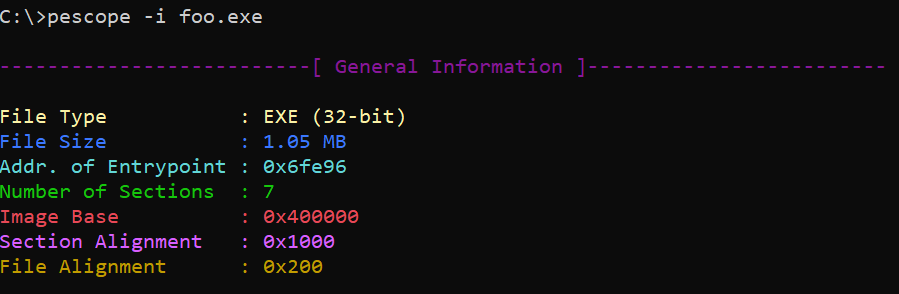 C:\>pescope -i foo.exe
--------------------------[ General Information ]-------------------------
File Type           : EXE (32-bit)
File Size           : 1.05 MB
Addr. of Entrypoint : 0x6fe96
Number of Sections  : 7
Image Base          : 0x400000
Section Alignment   : 0x1000
File Alignment      : 0x200